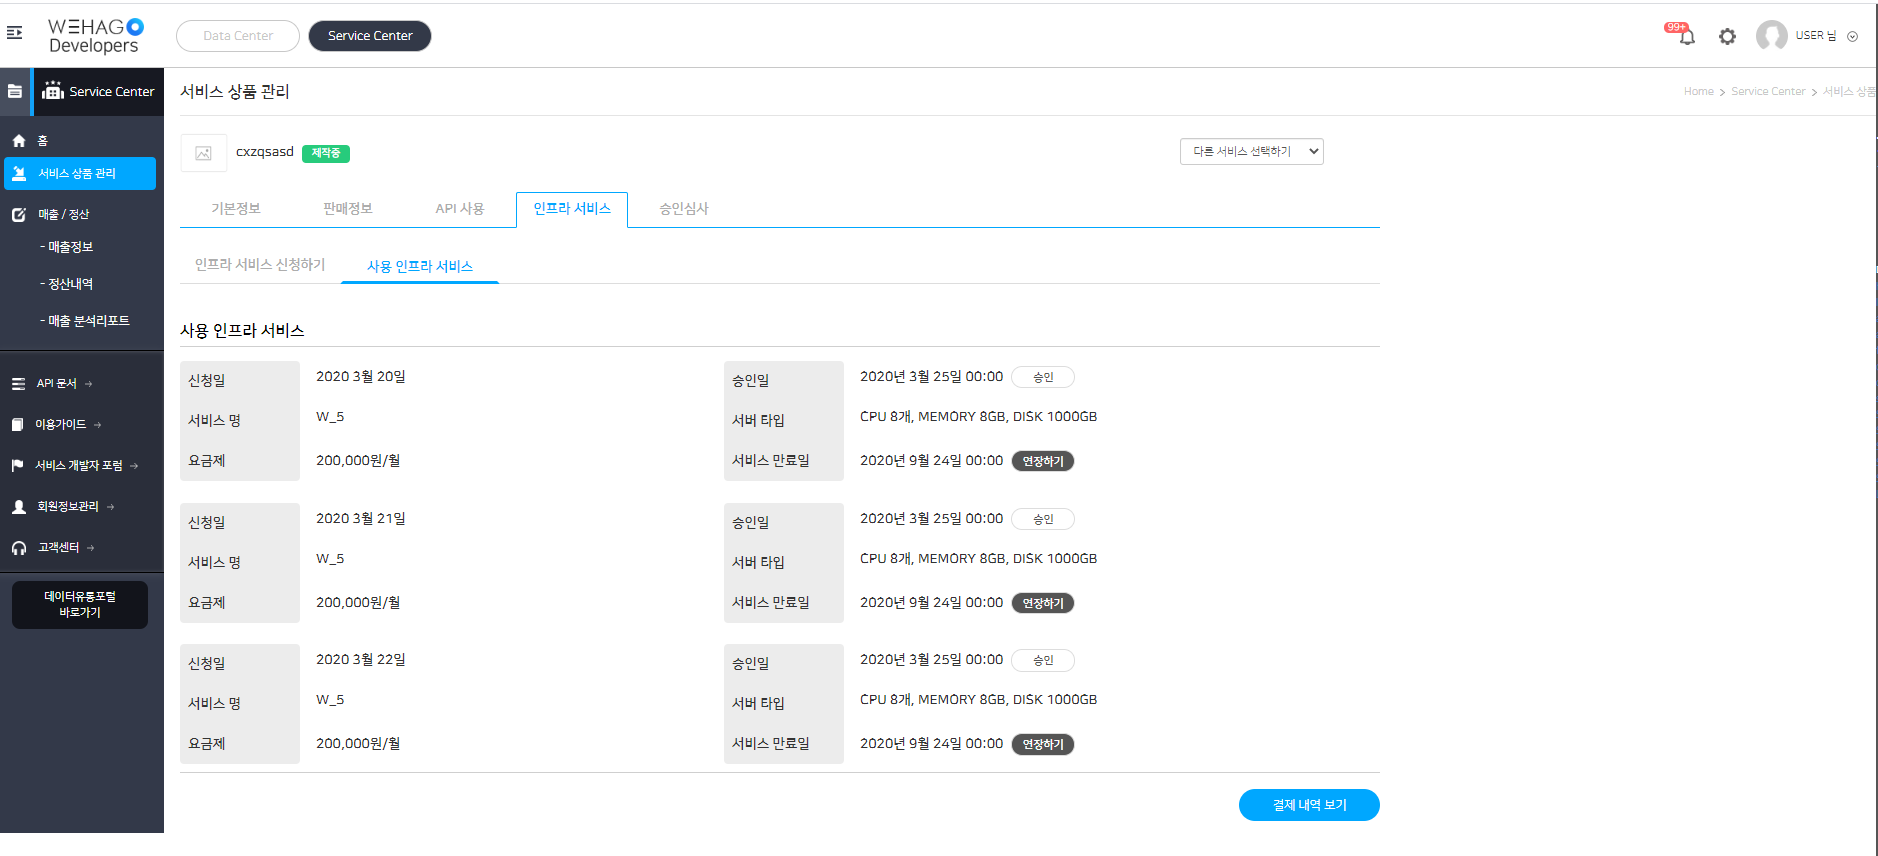 WEHAGO
Developers
Data Center
Service Center
99+
USER 님
Service Center
홈
서비스 상품 관리
매출 / 정산
- 매출정보
- 정산내역
- 매출 분석리포트
API 문서 →
이용가이드 →
서비스 개발자 포럼 →
회원정보관리 →
고객센터 →
데이터유통포털
바로가기
서비스 상품 관리
Home > Service Center > 서비스 상품
cxzqsasd 제작중
다른 서비스 선택하기
기본정보 판매정보 API 사용 인프라 서비스 승인심사
인프라 서비스 신청하기 사용 인프라 서비스
사용 인프라 서비스
신청일 2020 3월 20일 승인일 2020년 3월 25일 00:00 승인
서비스 명 W_5 서버 타입 CPU 8개, MEMORY 8GB, DISK 1000GB
요금제 200,000원/월 서비스 만료일 2020년 9월 24일 00:00 연장하기
신청일 2020 3월 21일 승인일 2020년 3월 25일 00:00 승인
서비스 명 W_5 서버 타입 CPU 8개, MEMORY 8GB, DISK 1000GB
요금제 200,000원/월 서비스 만료일 2020년 9월 24일 00:00 연장하기
신청일 2020 3월 22일 승인일 2020년 3월 25일 00:00 승인
서비스 명 W_5 서버 타입 CPU 8개, MEMORY 8GB, DISK 1000GB
요금제 200,000원/월 서비스 만료일 2020년 9월 24일 00:00 연장하기
결제 내역 보기